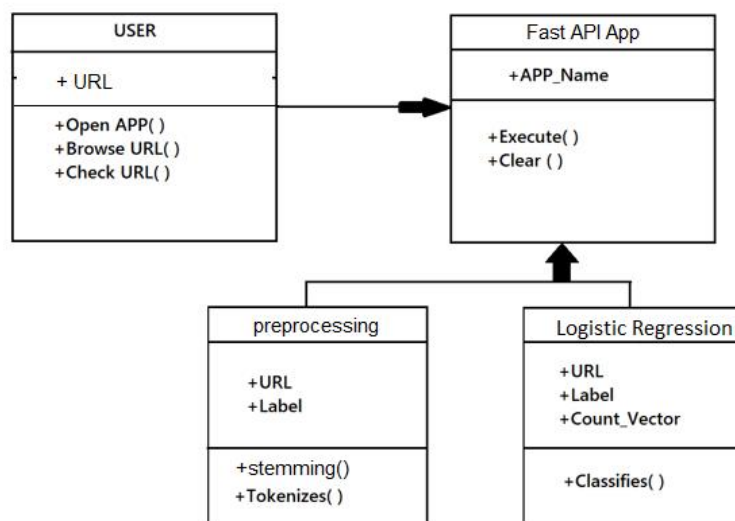 USER
+ URL
+Open APP( )
+Browse URL( )
+Check URL( )
Fast API App
+APP_Name
+Execute( )
+Clear ( )
preprocessing
+URL
+Label
+stemming()
+Tokenizes( )
Logistic Regression
+URL
+Label
+Count_Vector
+Classifies( )